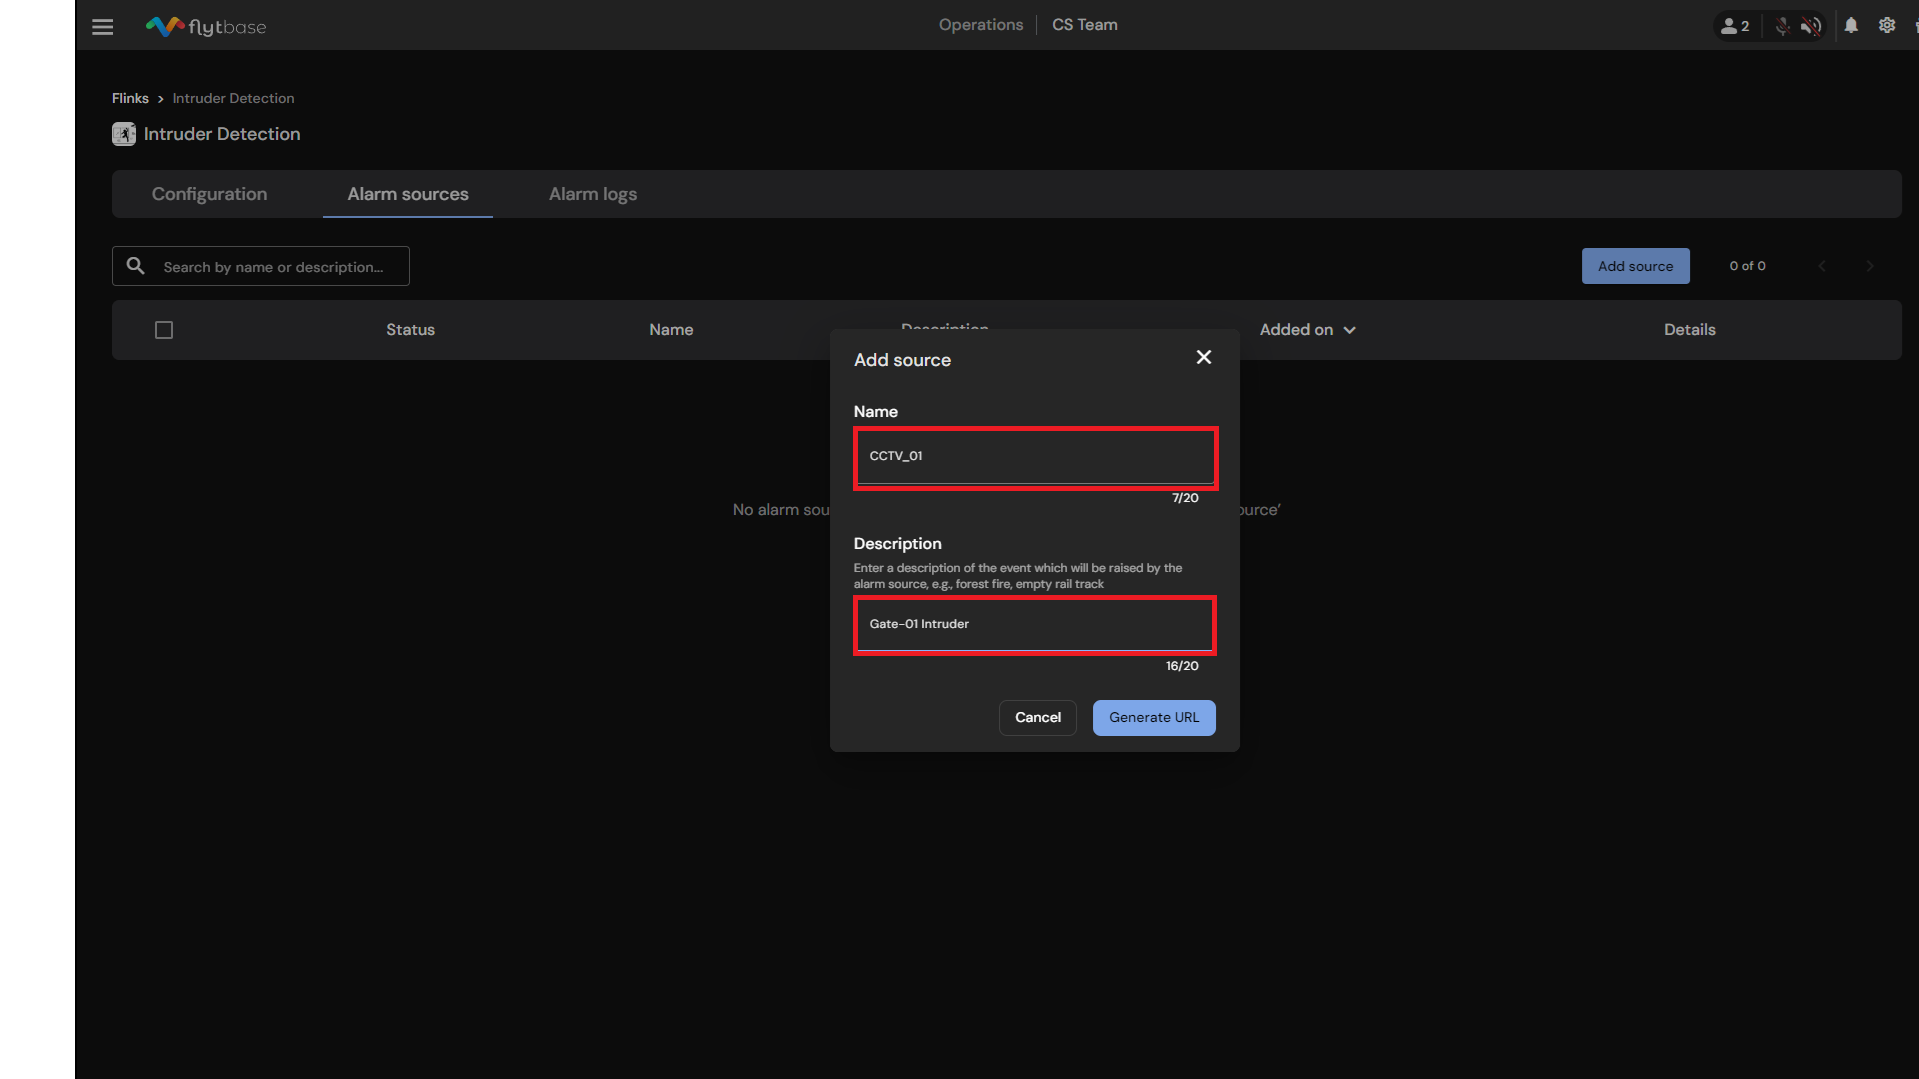 flytbase
Operations
CS Team
2
Flinks > Intruder Detection
Intruder Detection
Configuration
Alarm sources
Alarm logs
Search by name or description...
Add source
0 of 0
Status
Name
Description
Added on
Details
Add source
Name
CCTV_01
7/20
No alarm sou
ource’
Description
Enter a description of the event which will be raised by the
alarm source, e.g., forest fire, empty rail track
Gate-01 Intruder
16/20
Cancel
Generate URL